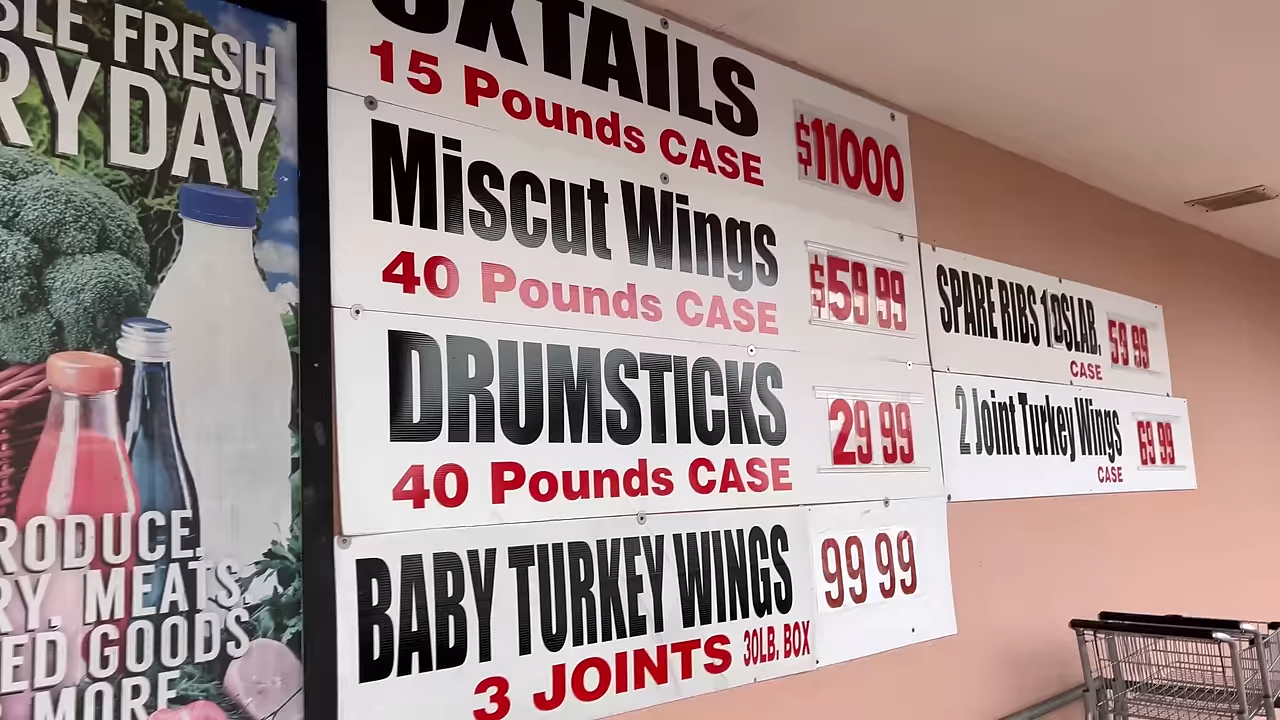 FRESH
RYDAY
RODUCE,
RY, MEATS,
ED GOODS
MORE
OXTAILS
15 Pounds CASE
$11000
Miscut Wings
40 Pounds CASE
$59 99
DRUMSTICKS
40 Pounds CASE
29 99
BABY TURKEY WINGS
3 JOINTS 30LB. BOX
99 99
SPARE RIBS
CASE
59 99
2 Joint Turkey Wings
CASE
69 99